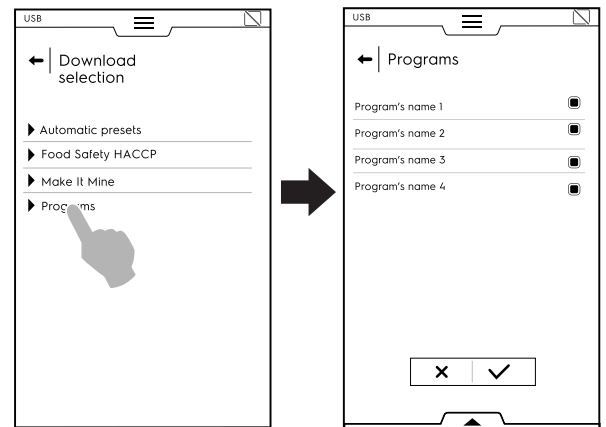 USB
Download
selection
Automatic presets
Food Safety HACCP
Make It Mine
Programs
USB
Programs
Program's name 1
Program's name 2
Program's name 3
Program's name 4